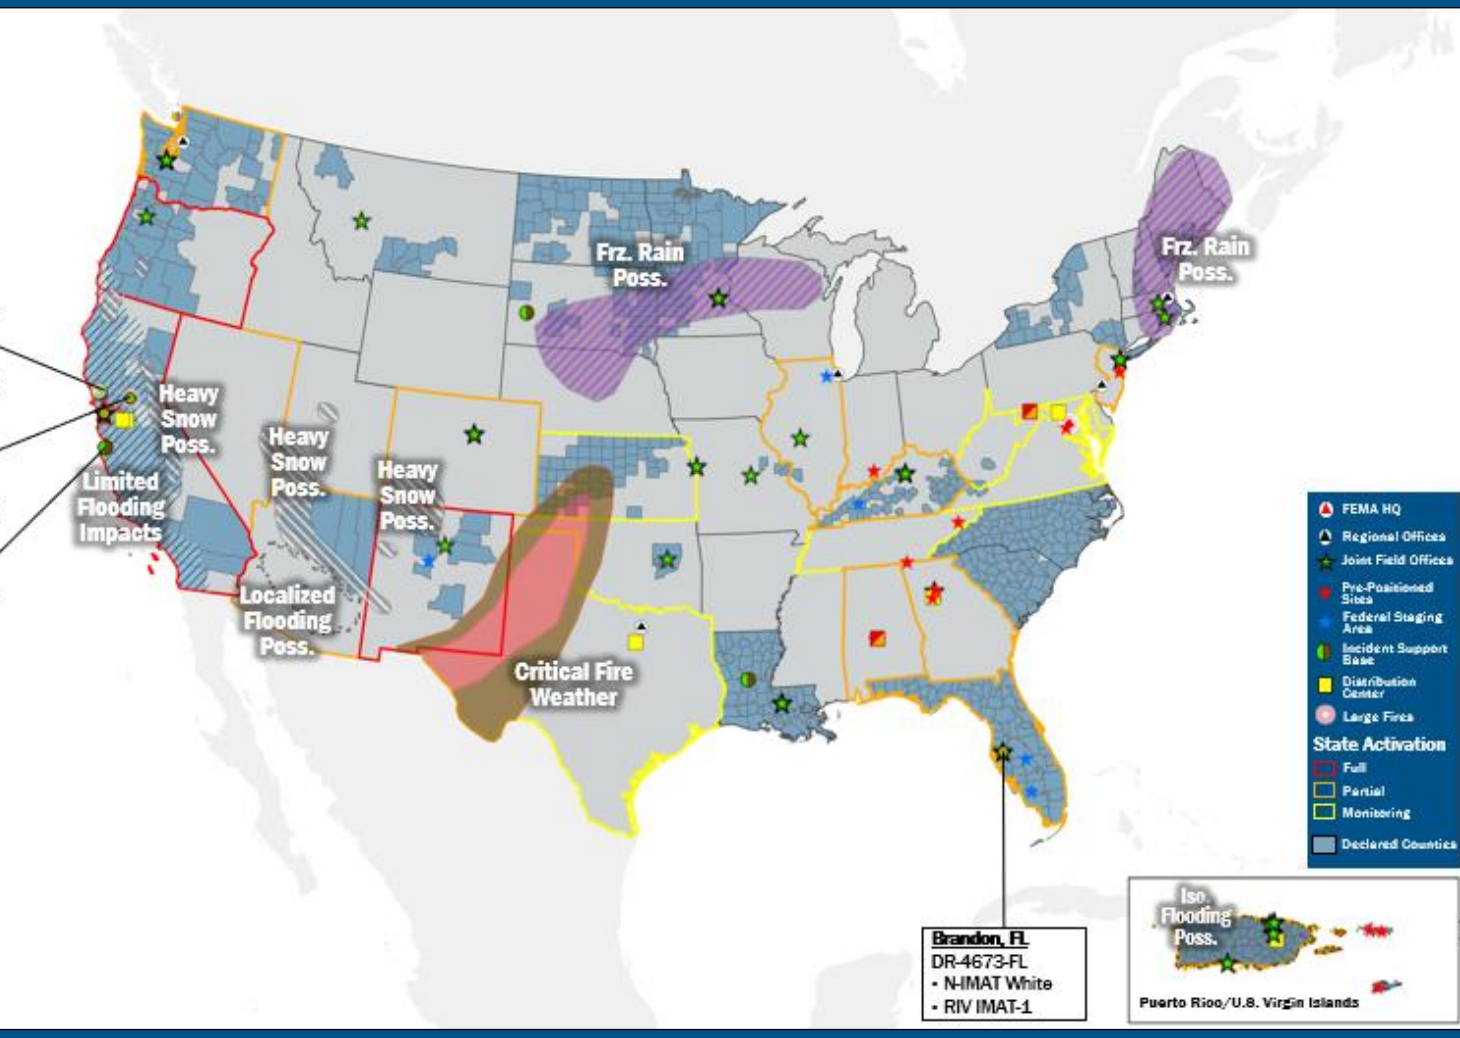 Frz. Rain
Poss.
Frz. Rain
Poss.
Heavy
Snow
Poss.
Heavy
Snow
Poss.
Heavy
Snow
Poss.
Limited
Flooding
Impacts
Localized
Flooding
Poss.
Critical Fire
Weather
FEMA HQ
Regional Offices
Joint Field Offices
Pre-Positioned
Sites
Federal Staging
Area
Incident Support
Base
Distribution
Center
Large Fires
State Activation
Full
Partial
Monitoring
Declared Counties
Brandon, FL
DR-4673-FL
• N-IMAT White
• RIV IMAT-1
Iso.
Flooding
Poss.
Puerto Rico/U.S. Virgin Islands